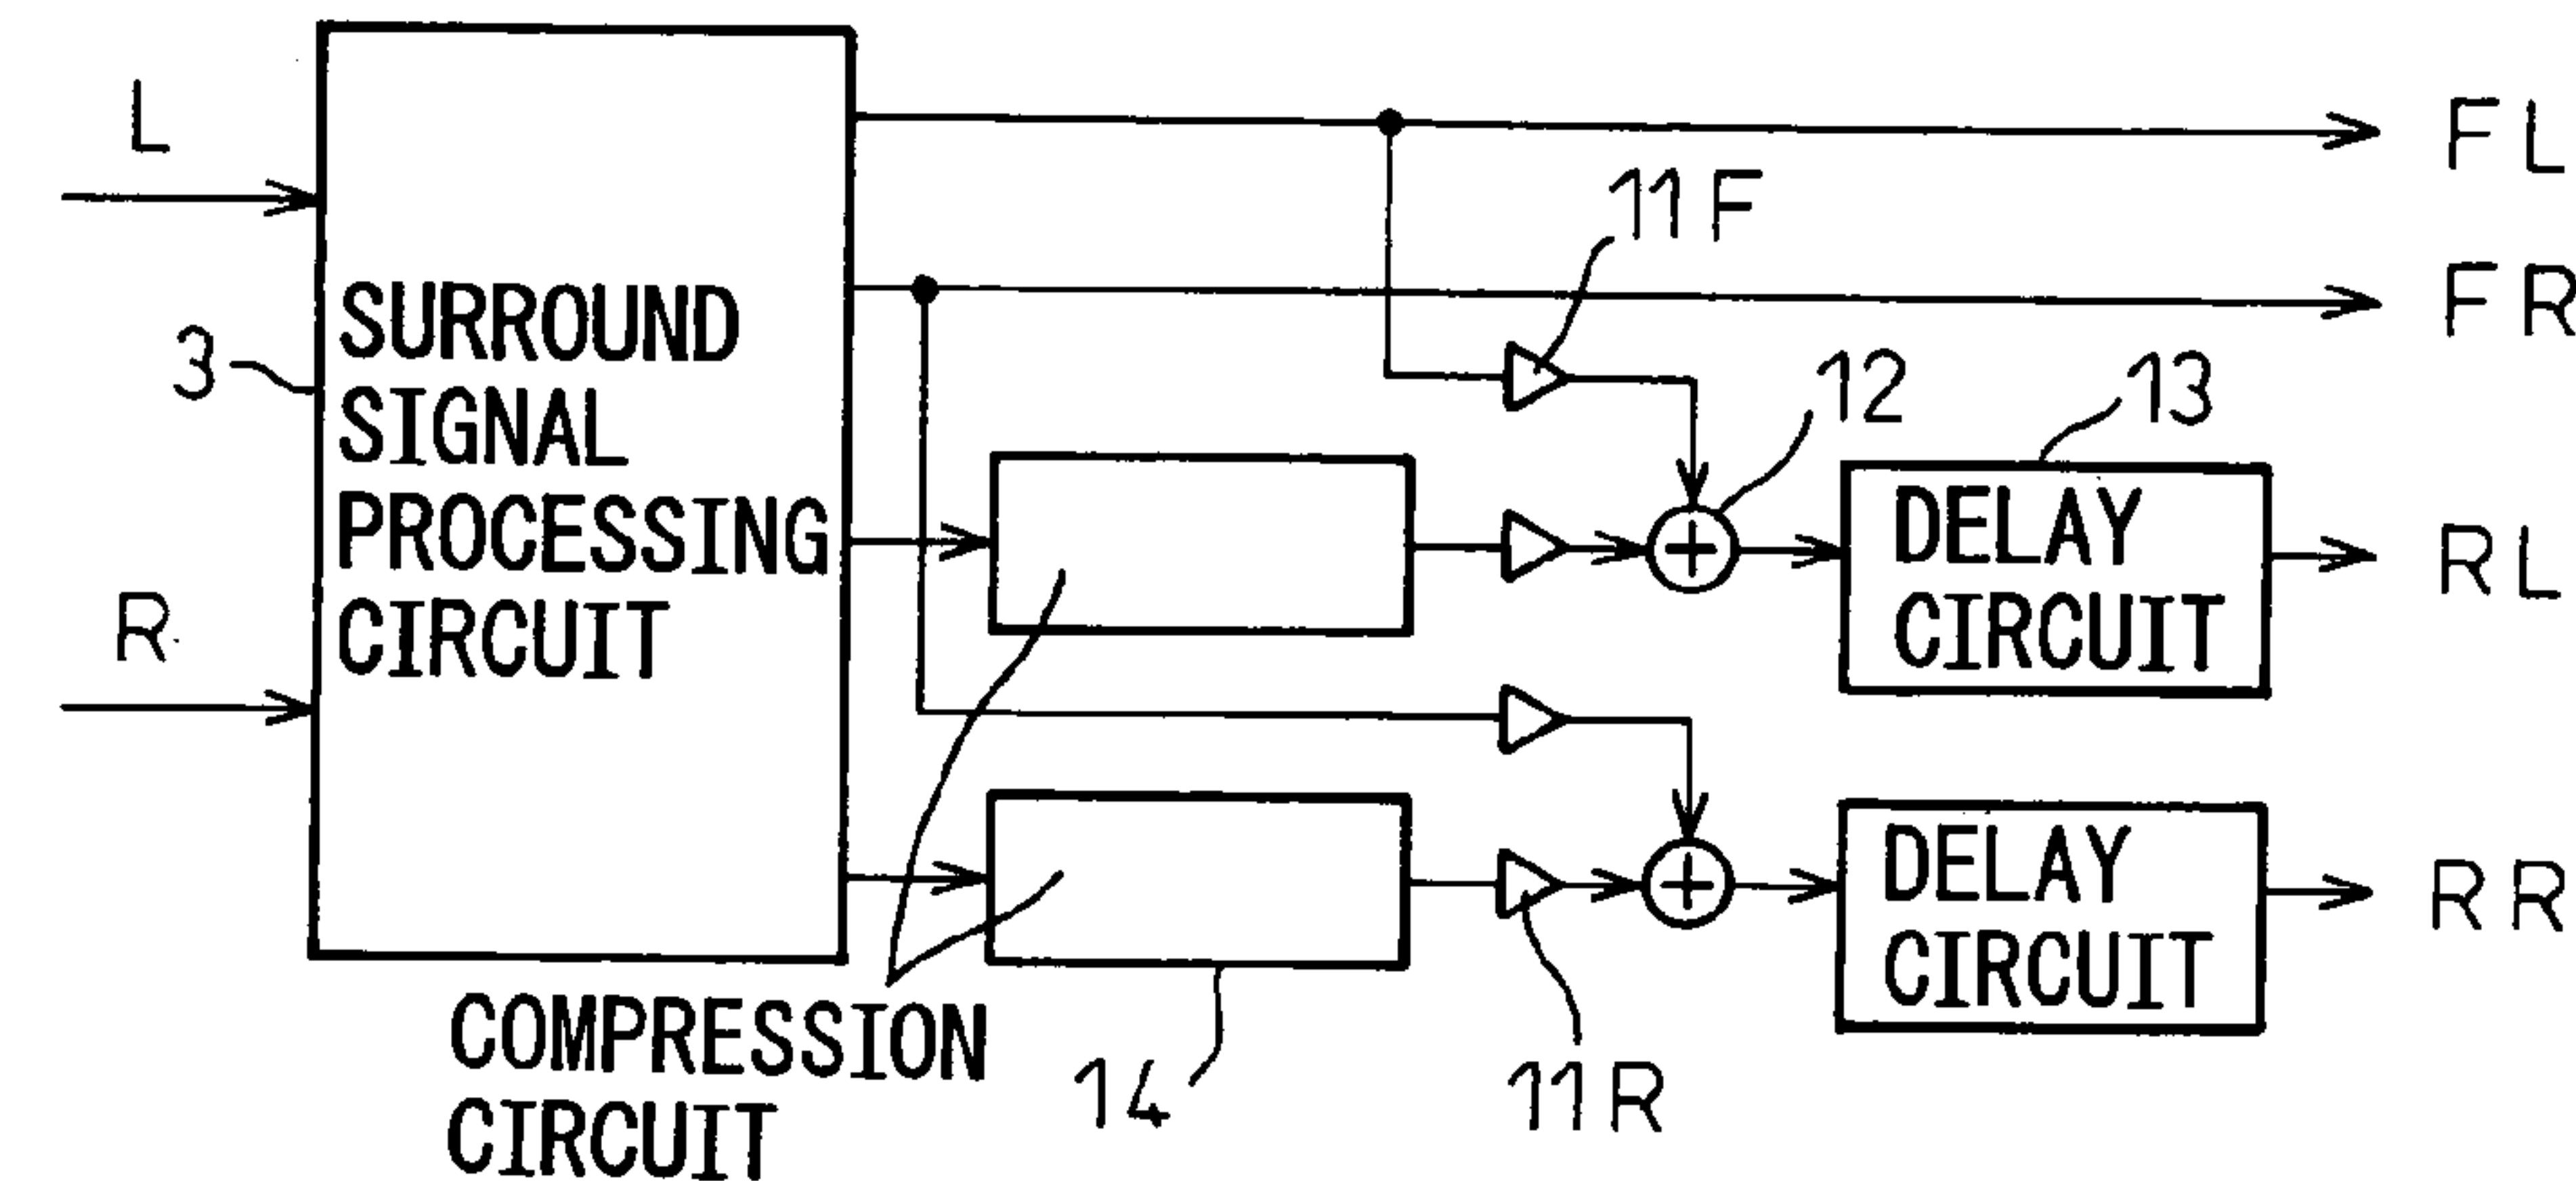 L
FL
11F
FR
3
SURROUND
SIGNAL
PROCESSING
CIRCUIT
12
13
DELAY
CIRCUIT
RL
R
DELAY
CIRCUIT
RR
COMPRESSION
CIRCUIT
14
11R